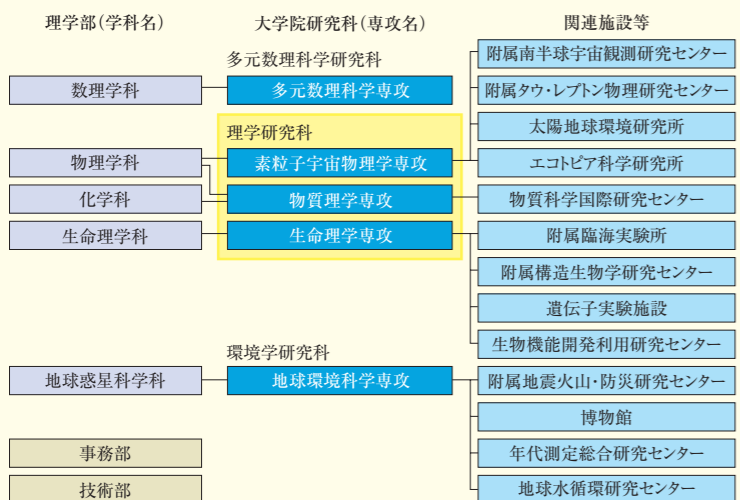 理学部(学科名)
大学院研究科(専攻名)
関連施設等
多元数理科学研究科
数理学科
多元数理科学専攻
理学研究科
物理学科
素粒子宇宙物理学専攻
化学科
物質理学専攻
生命理学科
生命理学専攻
環境学研究科
地球惑星科学科
地球環境科学専攻
事務部
技術部
附属南半球宇宙観測研究センター
附属タウ・レプトン物理研究センター
太陽地球環境研究所
エコトピア科学研究所
物質科学国際研究センター
附属臨海実験所
附属構造生物学研究センター
遺伝子実験施設
生物機能開発利用研究センター
附属地震火山・防災研究センター
博物館
年代測定総合研究センター
地球水循環研究センター